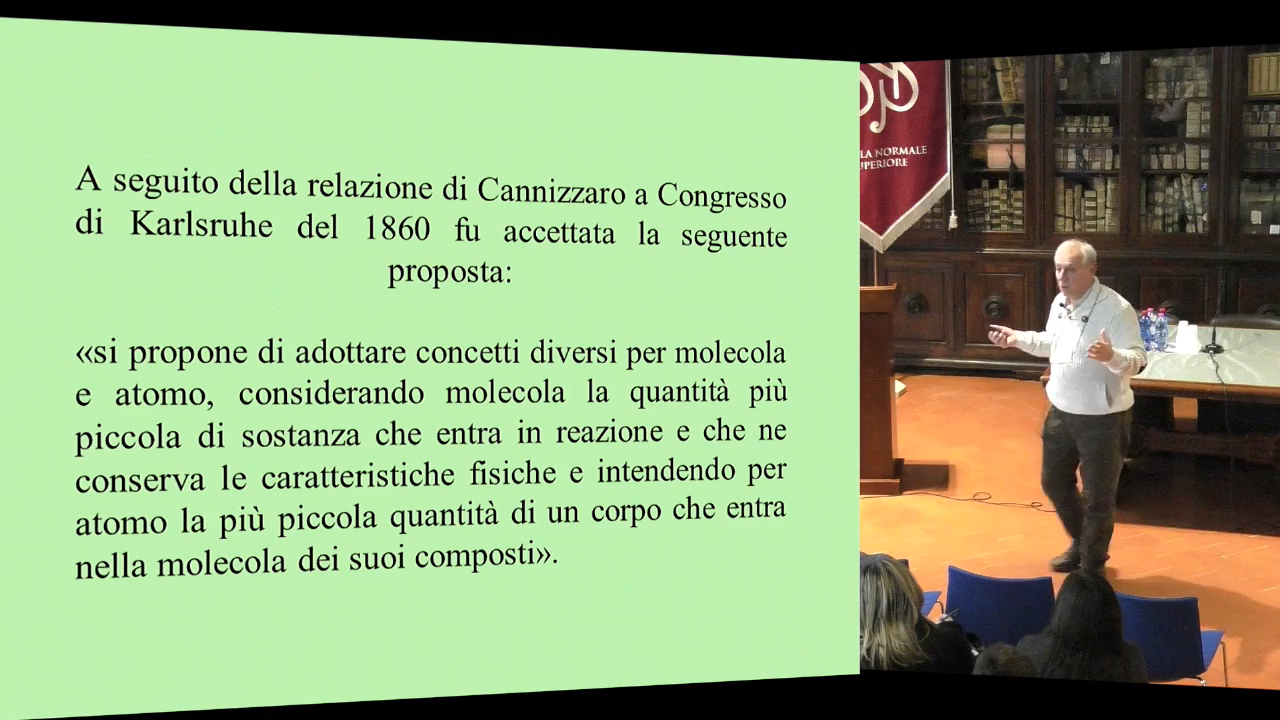 A seguito della relazione di Cannizzaro a Congresso
di Karlsruhe del 1860 fu accettata la seguente
proposta:
«si propone di adottare concetti diversi per molecola
e atomo, considerando molecola la quantità più
piccola di sostanza che entra in reazione e che ne
conserva le caratteristiche fisiche e intendendo per
atomo la più piccola quantità di un corpo che entra
nella molecola dei suoi composti».
LA NORMALE
UPERIORE